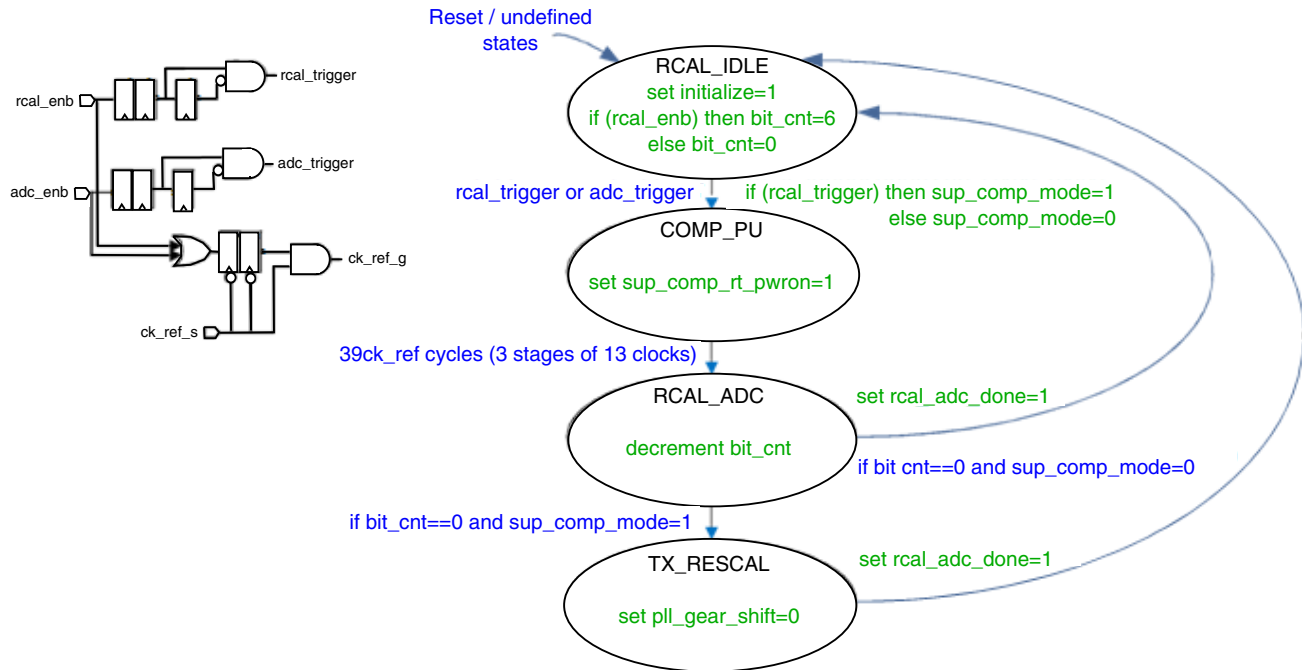 Reset / undefined
states
rcal_enb
rcal_trigger
adc_enb
adc_trigger
ck_ref_g
ck_ref_s
RCAL_IDLE
set initialize=1
if (rcal_enb) then bit_cnt=6
else bit_cnt=0
rcal_trigger or adc_trigger
if (rcal_trigger) then sup_comp_mode=1
else sup_comp_mode=0
COMP_PU
set sup_comp_rt_pwron=1
39ck_ref cycles (3 stages of 13 clocks)
RCAL_ADC
decrement bit_cnt
set rcal_adc_done=1
if bit cnt==0 and sup_comp_mode=0
if bit_cnt==0 and sup_comp_mode=1
TX_RESCAL
set pll_gear_shift=0
set rcal_adc_done=1